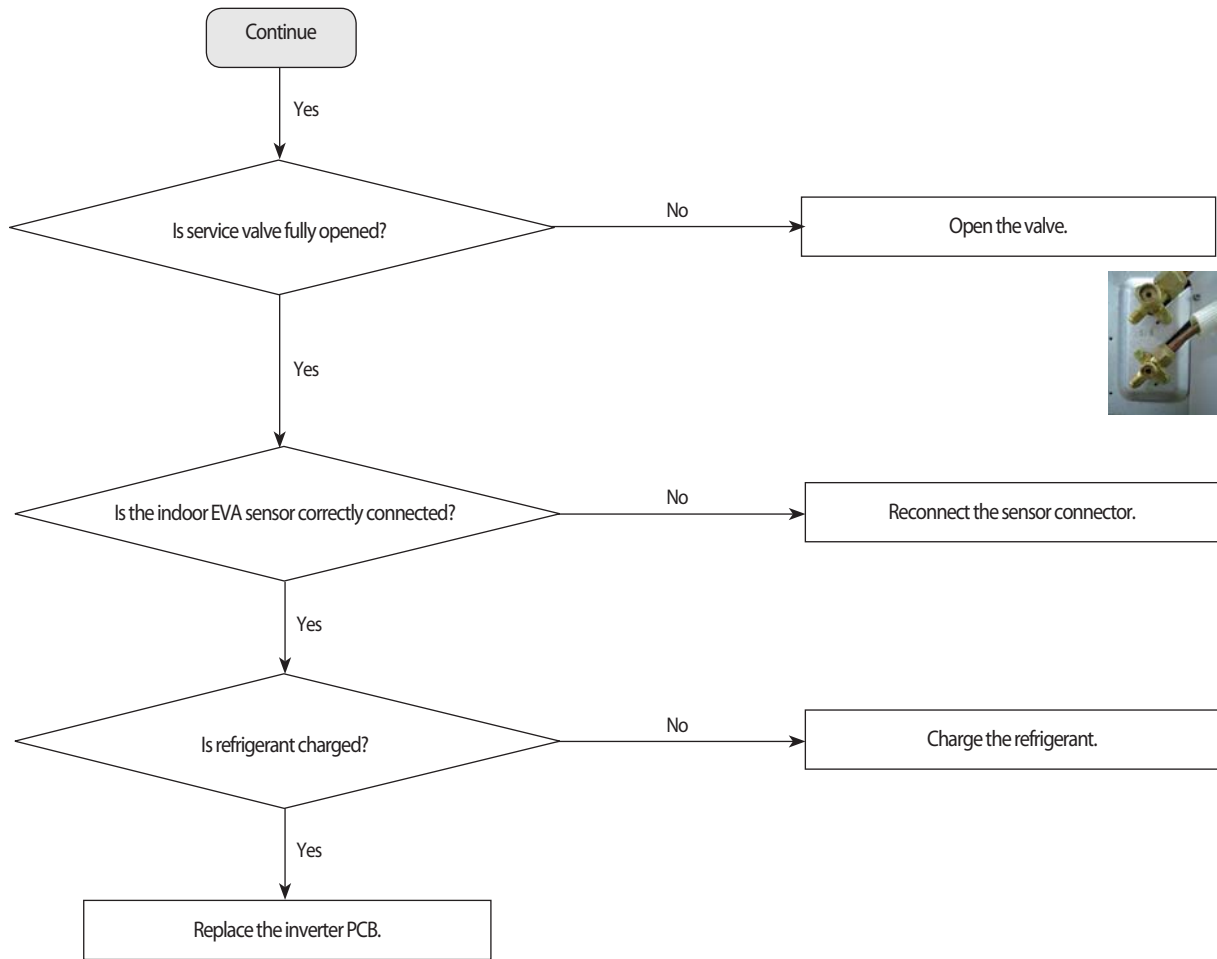 Continue
Yes
Is service valve fully opened?
No
Open the valve.
Yes
Is the indoor EVA sensor correctly connected?
No
Reconnect the sensor connector.
Yes
Is refrigerant charged?
No
Charge the refrigerant.
Yes
Replace the inverter PCB.